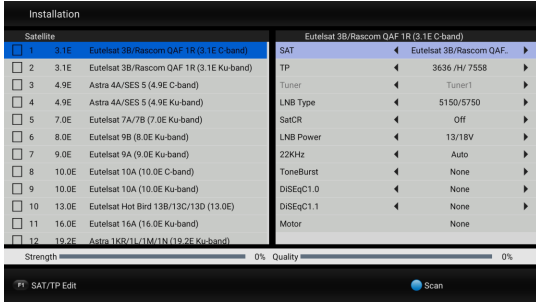 Installation
Satellite
1 3.1E Eutelsat 3B/Rascom QAF 1R (3.1E C-band)
2 3.1E Eutelsat 3B/Rascom QAF 1R (3.1E Ku-band)
3 4.9E Astra 4A/SES 5 (4.9E C-band)
4 4.9E Astra 4A/SES 5 (4.9E Ku-band)
5 7.0E Eutelsat 7A/7B (7.0E Ku-band)
6 8.0E Eutelsat 9B (8.0E Ku-band)
7 9.0E Eutelsat 9A (9.0E Ku-band)
8 10.0E Eutelsat 10A (10.0E C-band)
9 10.0E Eutelsat 10A (10.0E Ku-band)
10 13.0E Eutelsat Hot Bird 13B/13C/13D (13.0E)
11 16.0E Eutelsat 16A (16.0E Ku-band)
12 19.2E Astra 1KR/1L/1M/1N (19.2E Ku-band)
Eutelsat 3B/Rascom QAF 1R (3.1E C-band)
SAT Eutelsat 3B/Rascom QAF..
TP 3636 /H/ 7558
Tuner Tuner1
LNB Type 5150/5750
SatCR Off
LNB Power 13/18V
22KHz Auto
ToneBurst None
DiSEqC1.0 None
DiSEqC1.1 None
Motor None
Strength 0% Quality 0%
F1 SAT/TP Edit Scan